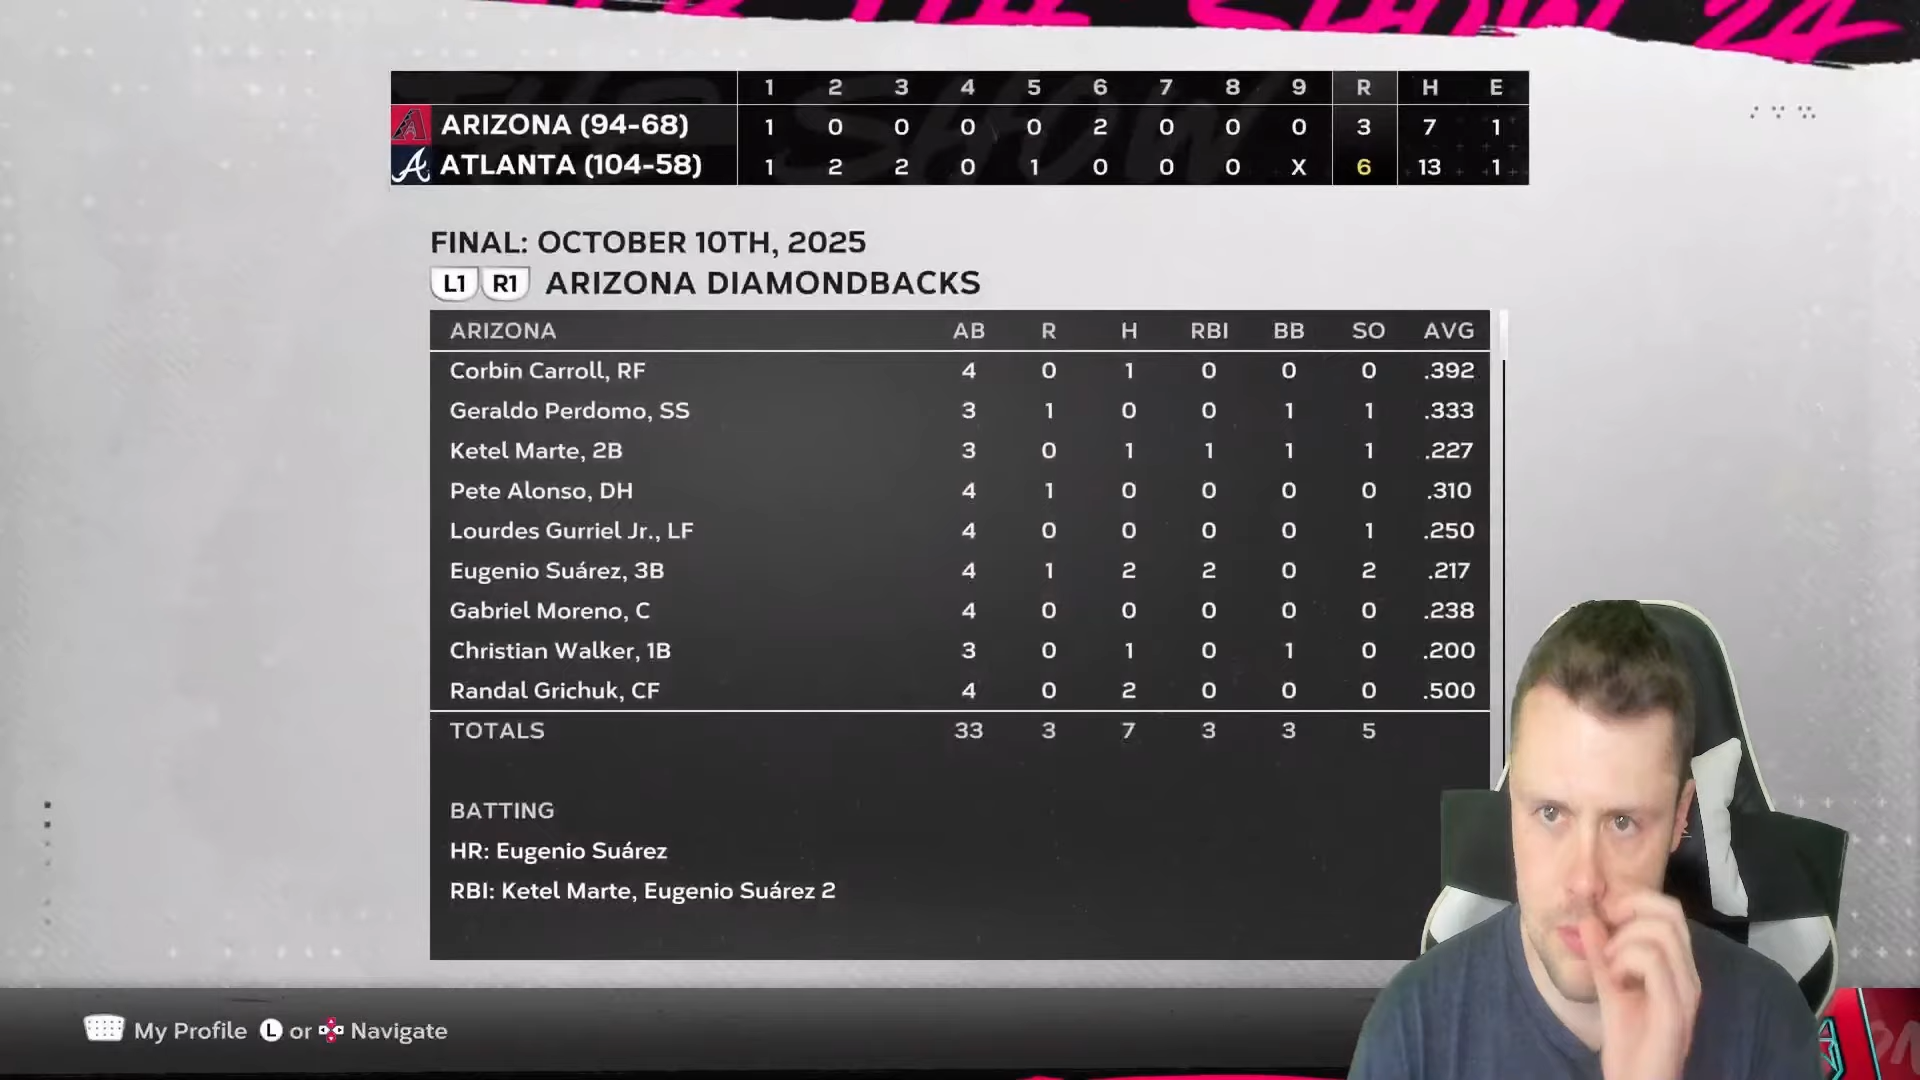 THE SHOW 24
1 2 3 4 5 6 7 8 9 R H E
ARIZONA (94-68) 1 0 0 0 0 2 0 0 0 3 7 1
ATLANTA (104-58) 1 2 2 0 1 0 0 0 X 6 13 1
FINAL: OCTOBER 10TH, 2025
L1 R1 ARIZONA DIAMONDBACKS
ARIZONA AB R H RBI BB SO AVG
Corbin Carroll, RF 4 0 1 0 0 0 .392
Geraldo Perdomo, SS 3 1 0 0 1 1 .333
Ketel Marte, 2B 3 0 1 1 1 1 .227
Pete Alonso, DH 4 1 0 0 0 0 .310
Lourdes Gurriel Jr., LF 4 0 0 0 0 1 .250
Eugenio Suárez, 3B 4 1 2 2 0 2 .217
Gabriel Moreno, C 4 0 0 0 0 0 .238
Christian Walker, 1B 3 0 1 0 1 0 .200
Randal Grichuk, CF 4 0 2 0 0 0 .500
TOTALS 33 3 7 3 3 5
BATTING
HR: Eugenio Suárez
RBI: Ketel Marte, Eugenio Suárez 2
My Profile L or Navigate